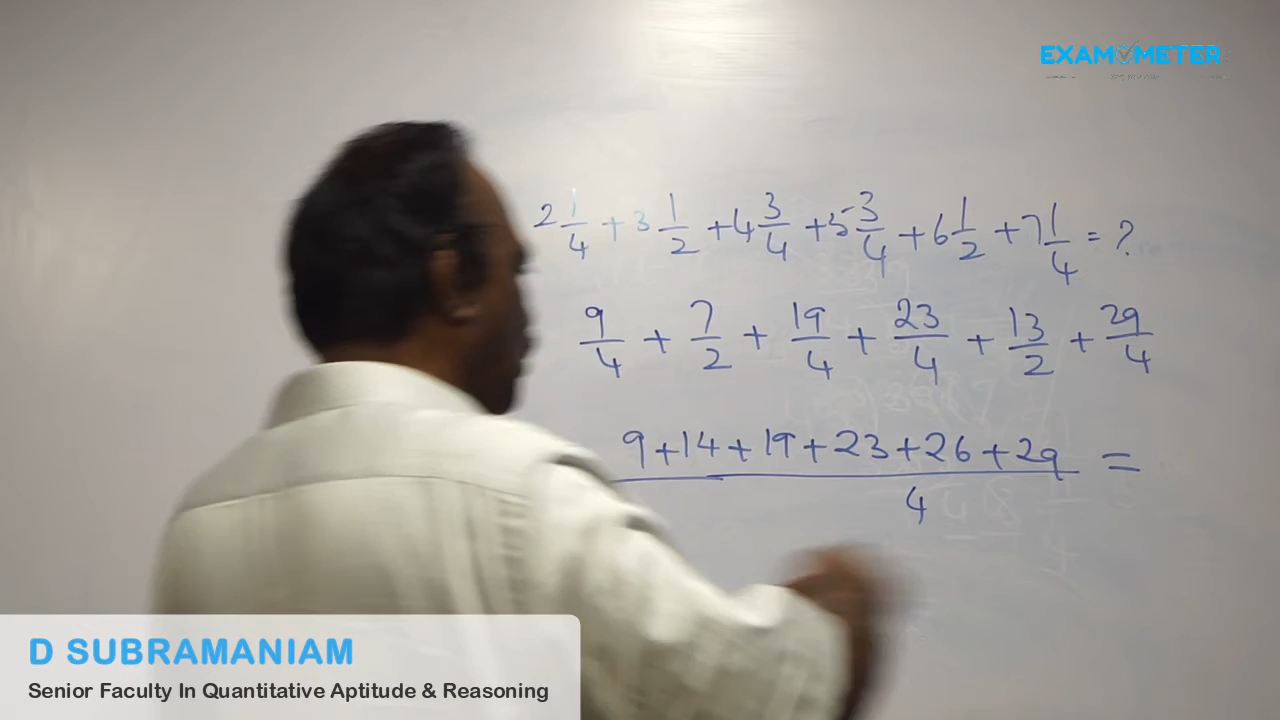 EXAMOMETER
2 1/4 + 3 1/2 + 4 3/4 + 5 3/4 + 6 1/2 + 7 1/4 = ?
9/4 + 7/2 + 19/4 + 23/4 + 13/2 + 29/4
9+14+19+23+26+29 =
4
D SUBRAMANIAM
Senior Faculty In Quantitative Aptitude & Reasoning